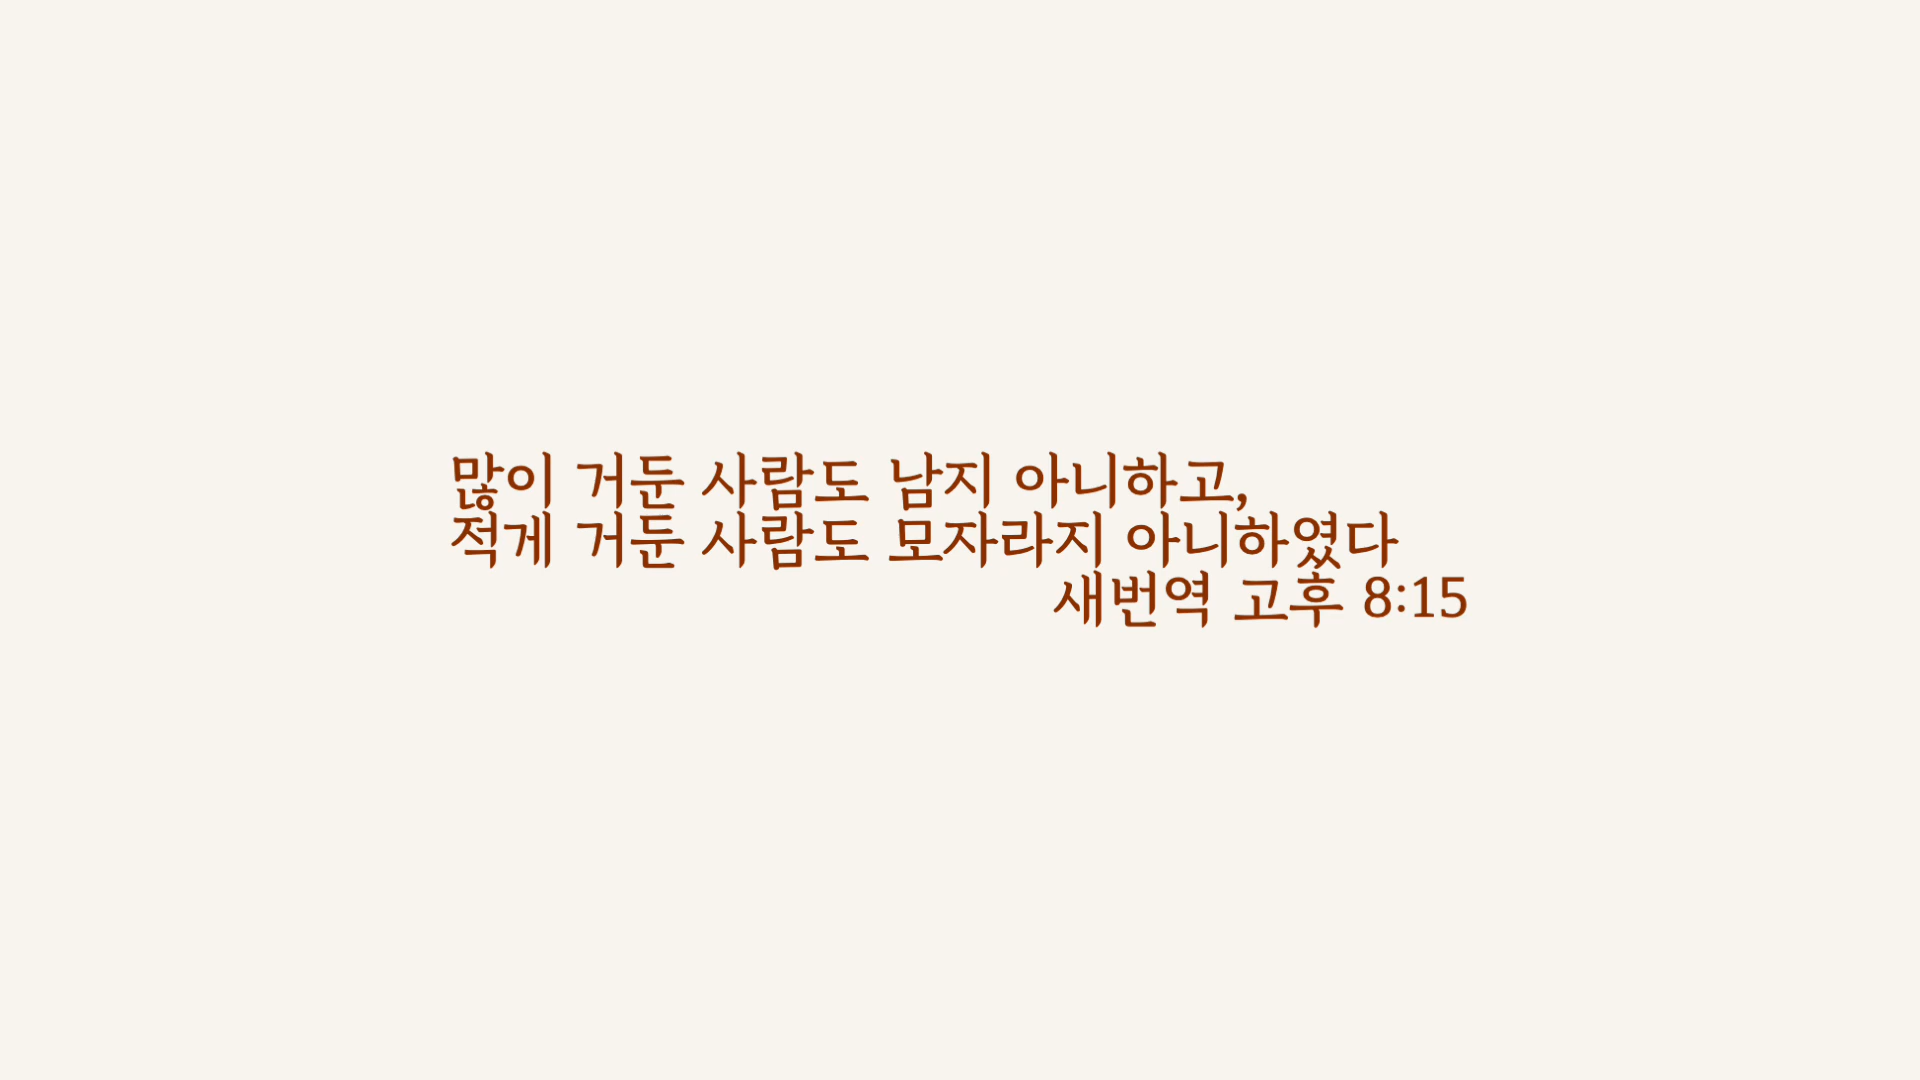 많이 거둔 사람도 남지 아니하고,
적게 거둔 사람도 모자라지 아니하였다
새번역 고후 8:15